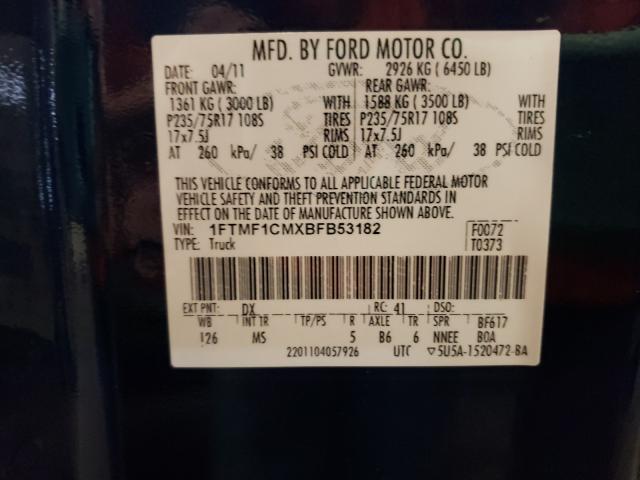 MFD. BY FORD MOTOR CO.
DATE: 04/11 GVWR: 2926 KG ( 6450 LB)
FRONT GAWR: REAR GAWR:
1361 KG ( 3000 LB) WITH 1588 KG ( 3500 LB) WITH
P235/75R17 108S TIRES P235/75R17 108S TIRES
17x7.5J RIMS 17x7.5J RIMS
AT 260 kPa/ 38 PSI COLD AT 260 kPa/ 38 PSI COLD
THIS VEHICLE CONFORMS TO ALL APPLICABLE FEDERAL MOTOR
VEHICLE SAFETY AND THEFT PREVENTION STANDARDS IN
EFFECT ON THE DATE OF MANUFACTURE SHOWN ABOVE.
VIN: 1FTMF1CMXBFB53182 F0072
TYPE: Truck T0373
EXT PNT: DX RC: 41 DSO:
WB INT TR TP/PS R AXLE TR SPR BF617
126 MS 5 B6 6 NNEE BOA
2201104057926 UTC ▽5U5A-1520472-BA